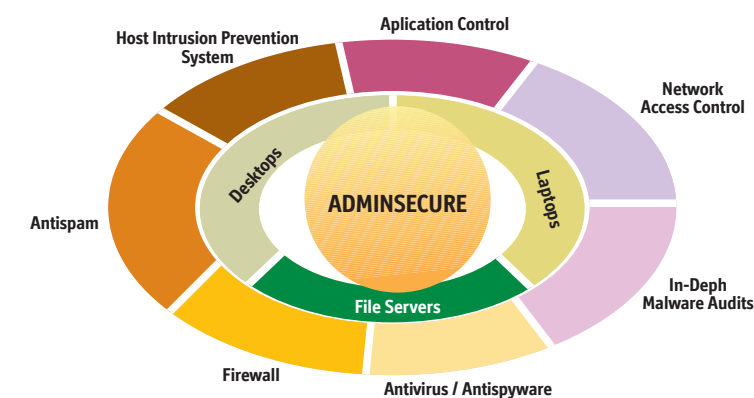 Aplication Control
Host Intrusion Prevention
System
Network
Access Control
Desktops
Laptops
ADMINSECURE
Antispam
In-Deph
Malware Audits
File Servers
Firewall
Antivirus / Antispyware